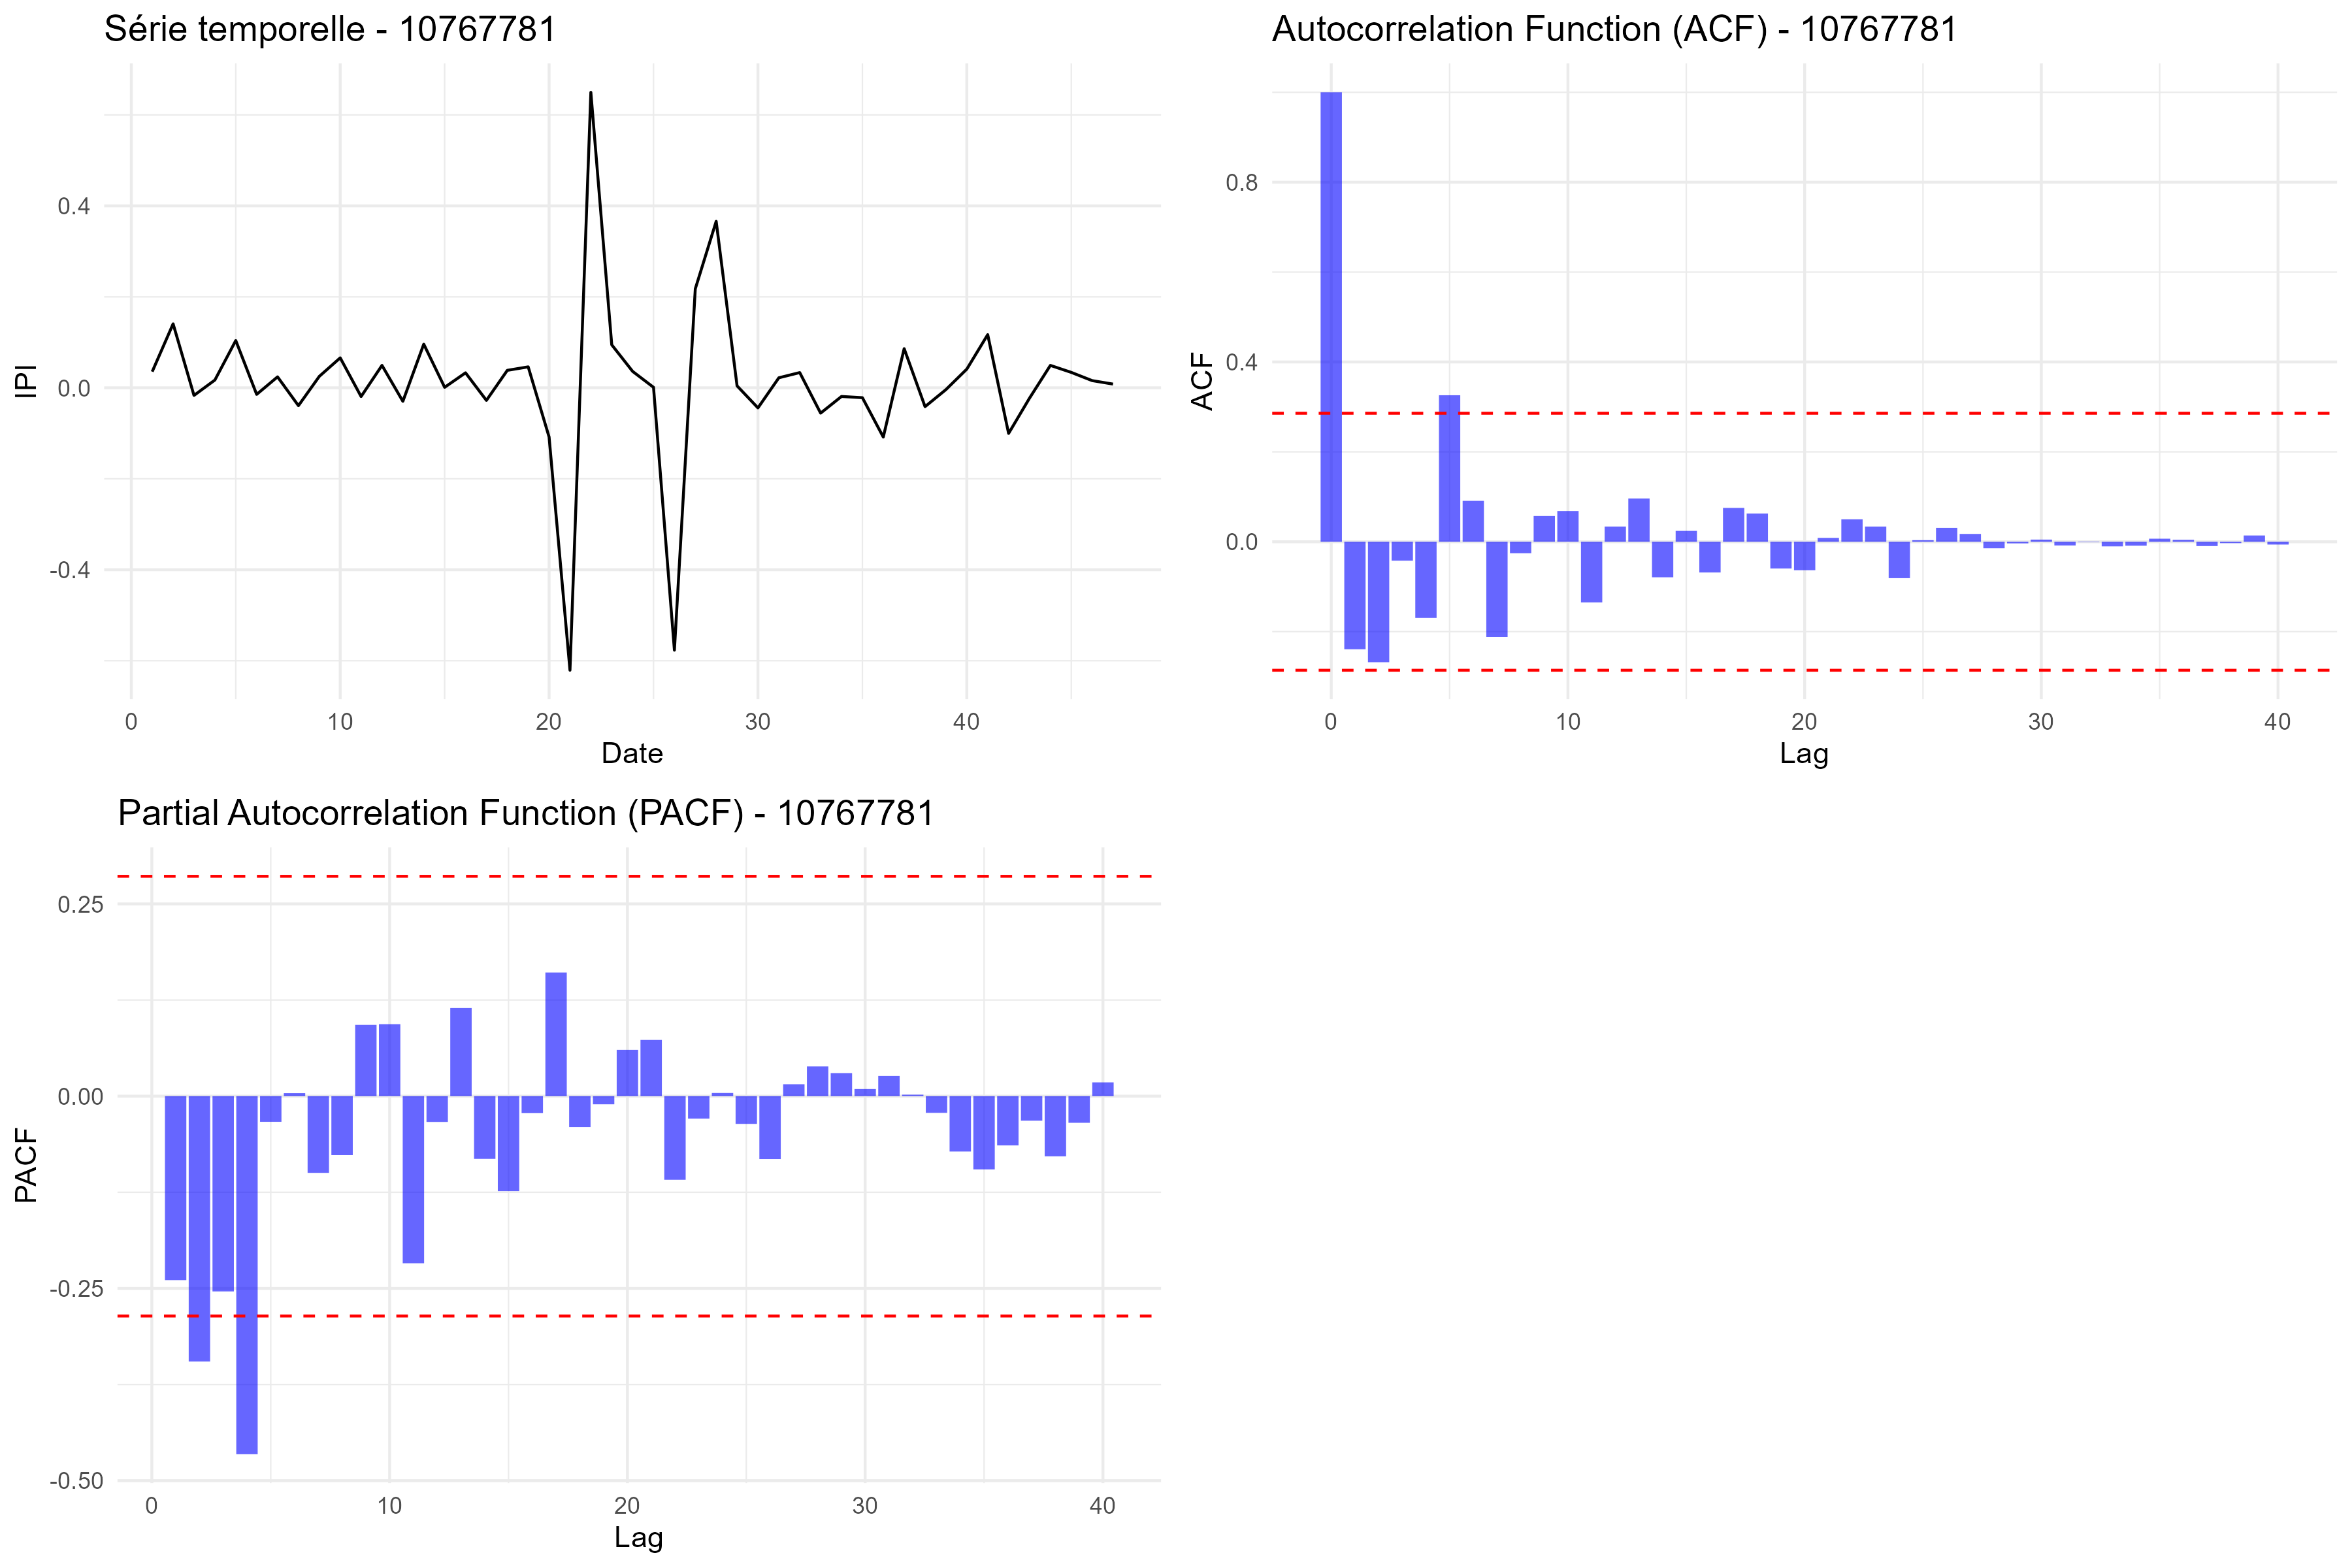 Série temporelle - 10767781
IPI
0.4
0.0
-0.4
0
10
20
30
40
Date
Autocorrelation Function (ACF) - 10767781
ACF
0.8
0.4
0.0
0
10
20
30
40
Lag
Partial Autocorrelation Function (PACF) - 10767781
PACF
0.25
0.00
-0.25
-0.50
0
10
20
30
40
Lag